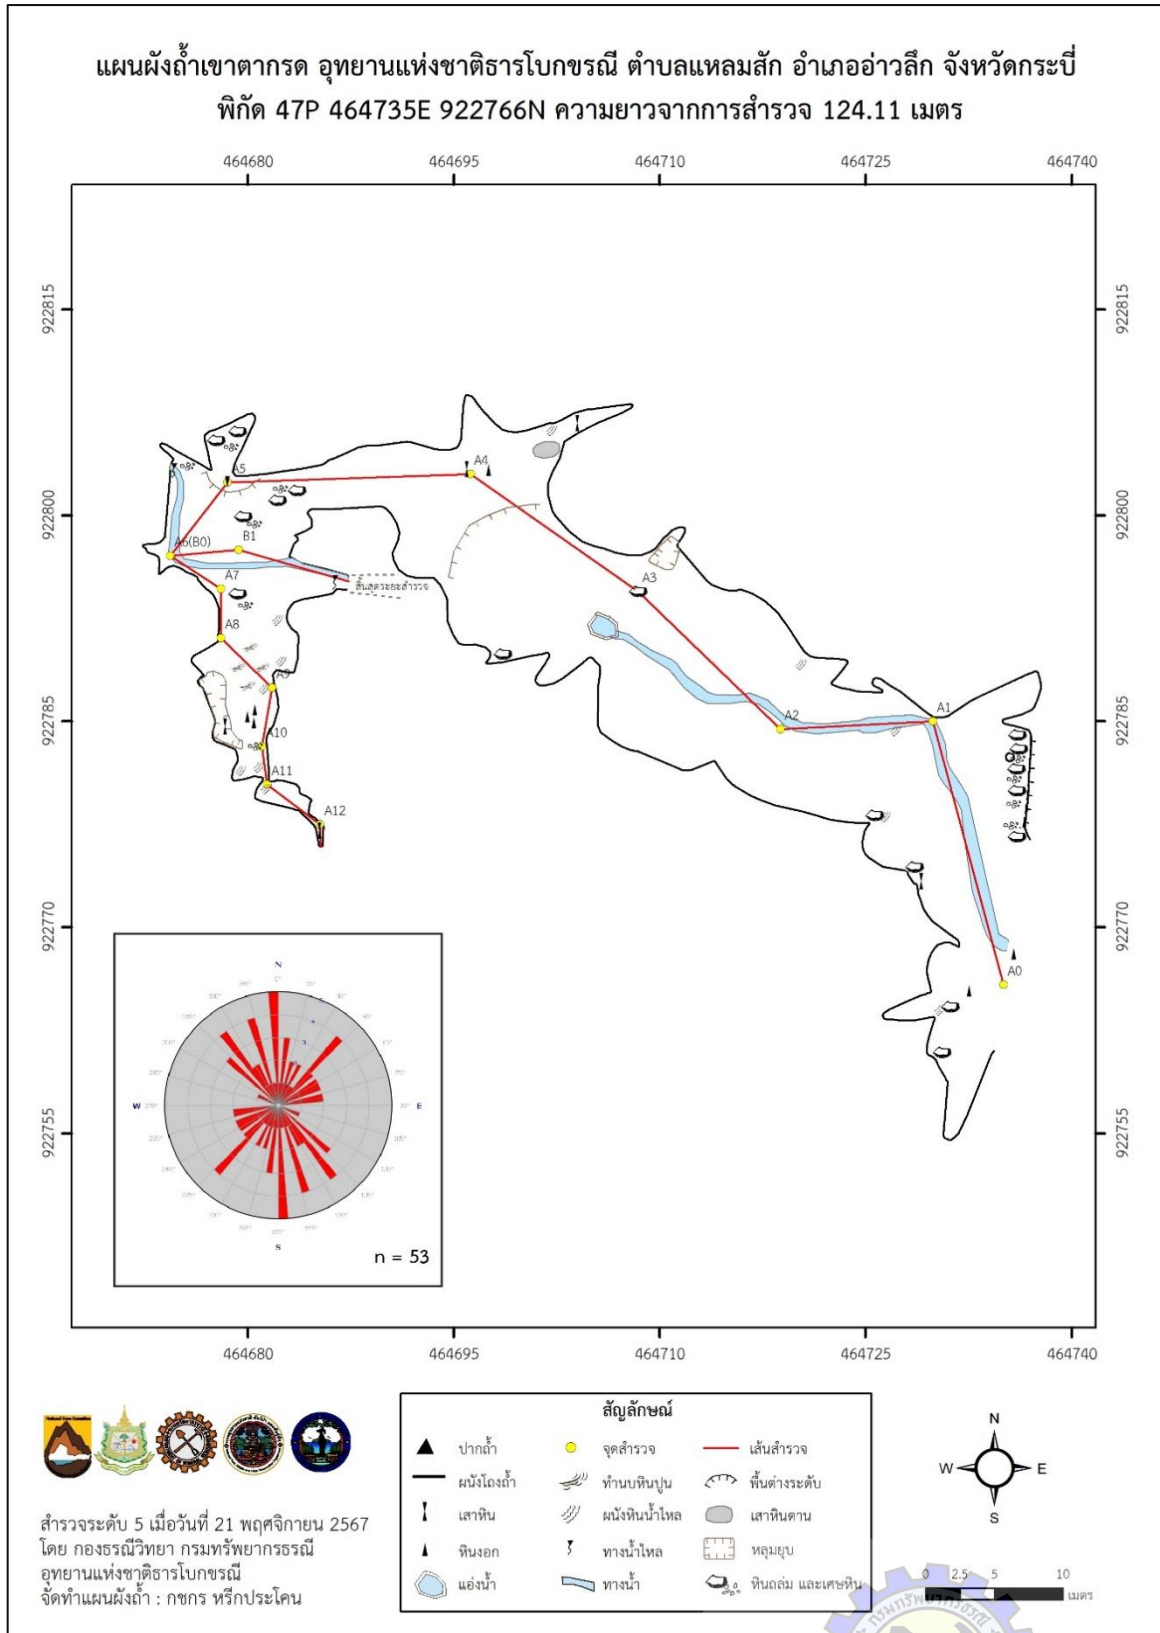 แผนผังถ้ำเขาตากรด อุทยานแห่งชาติธารโบกขรณี ตำบลแหลมสัก อำเภออ่าวลึก จังหวัดกระบี่
พิกัด 47P 464735E 922766N ความยาวจากการสำรวจ 124.11 เมตร
464680 464695 464710 464725 464740
922815 922815
922800 922800
922785 922785
922770 922770
922755 922755
A4
A5
A6(B0) B1
A7
สิ้นสุดระยะสำรวจ
A3
A8
A9
A10
A11
A12
A2
A1
A0
N
W E
S
n = 53
464680 464695 464710 464725 464740
สัญลักษณ์
ปากถ้ำ จุดสำรวจ เส้นสำรวจ
ผนังโถงถ้ำ ทำนบหินปูน พื้นต่างระดับ
เสาหิน ผนังหินน้ำไหล เสาหินตาน
หินงอก ทางน้ำไหล หลุมยุบ
แอ่งน้ำ ทางน้ำ หินถล่ม และเศษหิน
N
W E
S
0 2.5 5 10
เมตร
สำรวจระดับ 5 เมื่อวันที่ 21 พฤศจิกายน 2567
โดย กองธรณีวิทยา กรมทรัพยากรธรณี
อุทยานแห่งชาติธารโบกขรณี
จัดทำแผนผังถ้ำ : กชกร หรีกประโคน